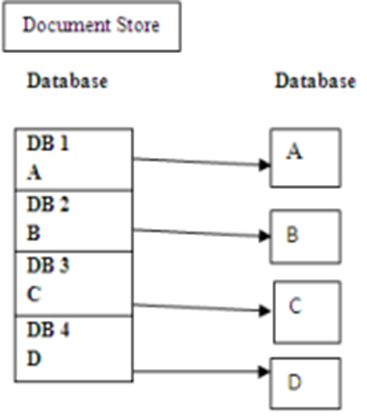 Document Store
Database
Database
DB 1
A
A
DB 2
B
B
DB 3
C
C
DB 4
D
D